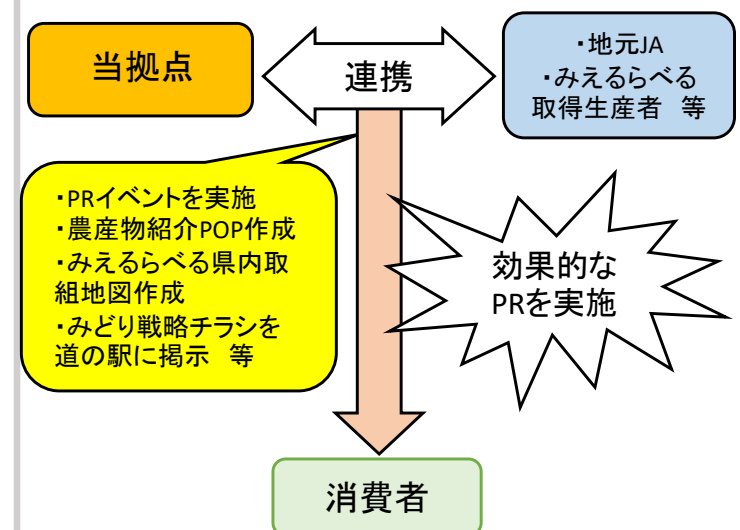 当拠点
連携
・地元JA
・みえるらべる
取得生産者　等
・PRイベントを実施
・農産物紹介POP作成
・みえるらべる県内取
組地図作成
・みどり戦略チラシを
道の駅に掲示　等
効果的な
PRを実施
消費者